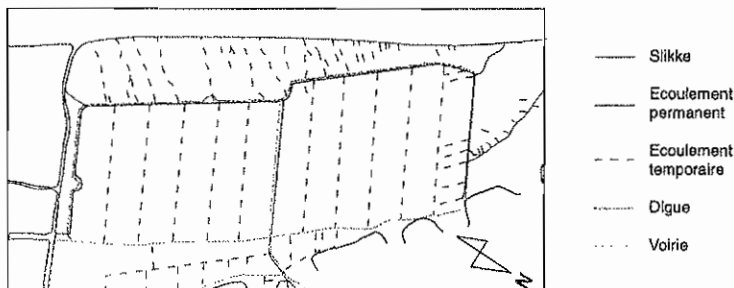 Slikke
Ecoulement
permanent
Ecoulement
temporaire
Digue
Voirie
N